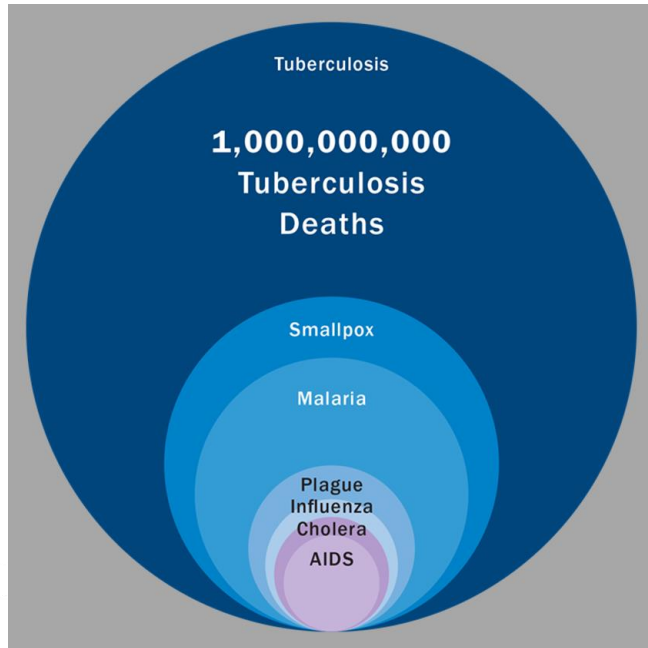 Tuberculosis
1,000,000,000
Tuberculosis
Deaths
Smallpox
Malaria
Plague
Influenza
Cholera
AIDS